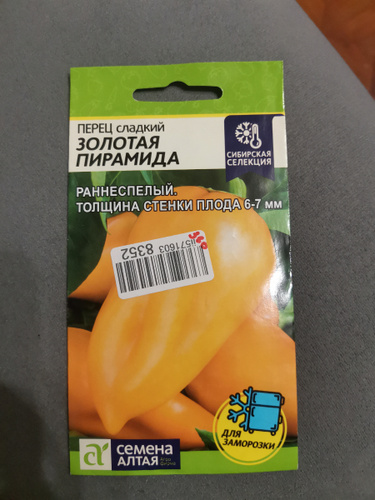 ПЕРЕЦ СЛАДКИЙ
ЗОЛОТАЯ
ПИРАМИДА
СИБИРСКАЯ
СЕЛЕКЦИЯ
РАННЕСПЕЛЫЙ.
ТОЛЩИНА СТЕНКИ ПЛОДА 6-7 мм
8352
ДЛЯ
ЗАМОРОЗКИ
а
семена
АЛТАЯ